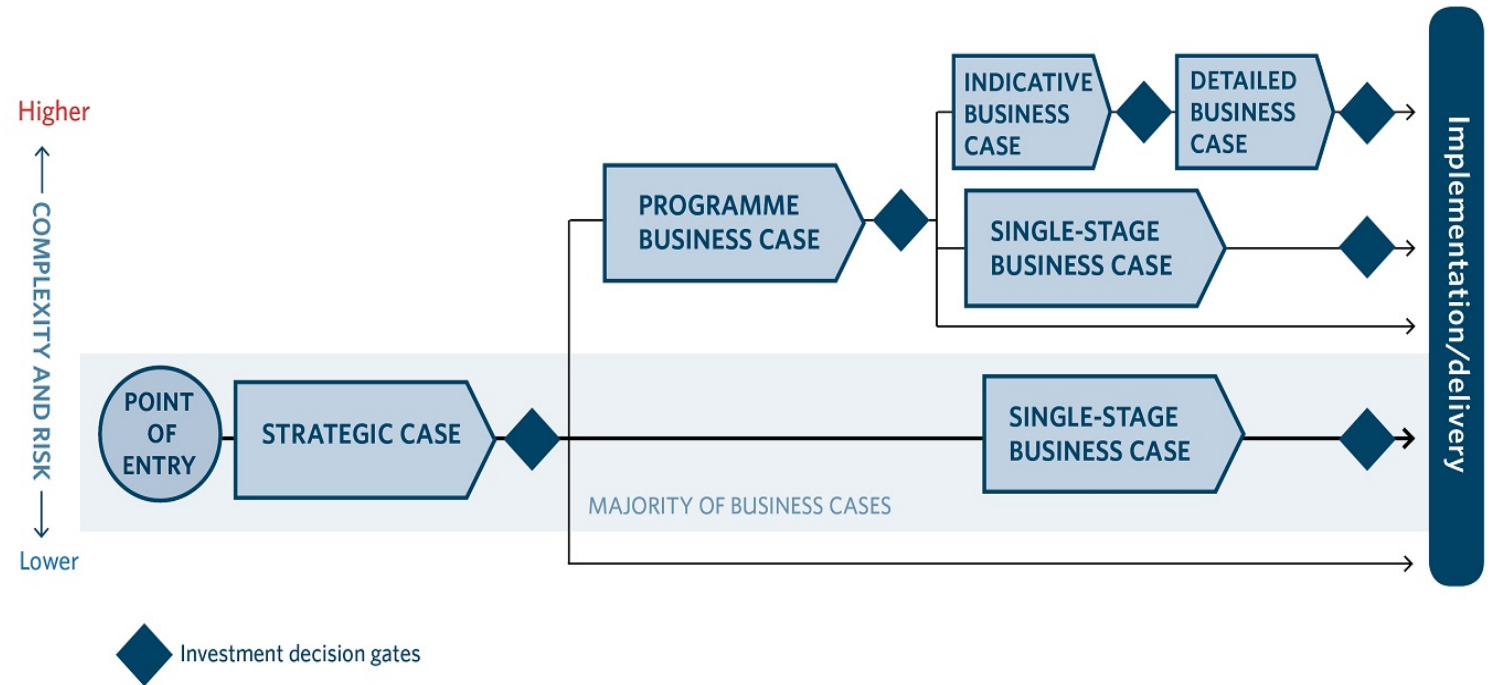 Higher
COMPLEXITY AND RISK
Lower
POINT
OF
ENTRY
STRATEGIC CASE
PROGRAMME
BUSINESS CASE
INDICATIVE
BUSINESS
CASE
DETAILED
BUSINESS
CASE
SINGLE-STAGE
BUSINESS CASE
SINGLE-STAGE
BUSINESS CASE
MAJORITY OF BUSINESS CASES
Implementation/delivery
Investment decision gates